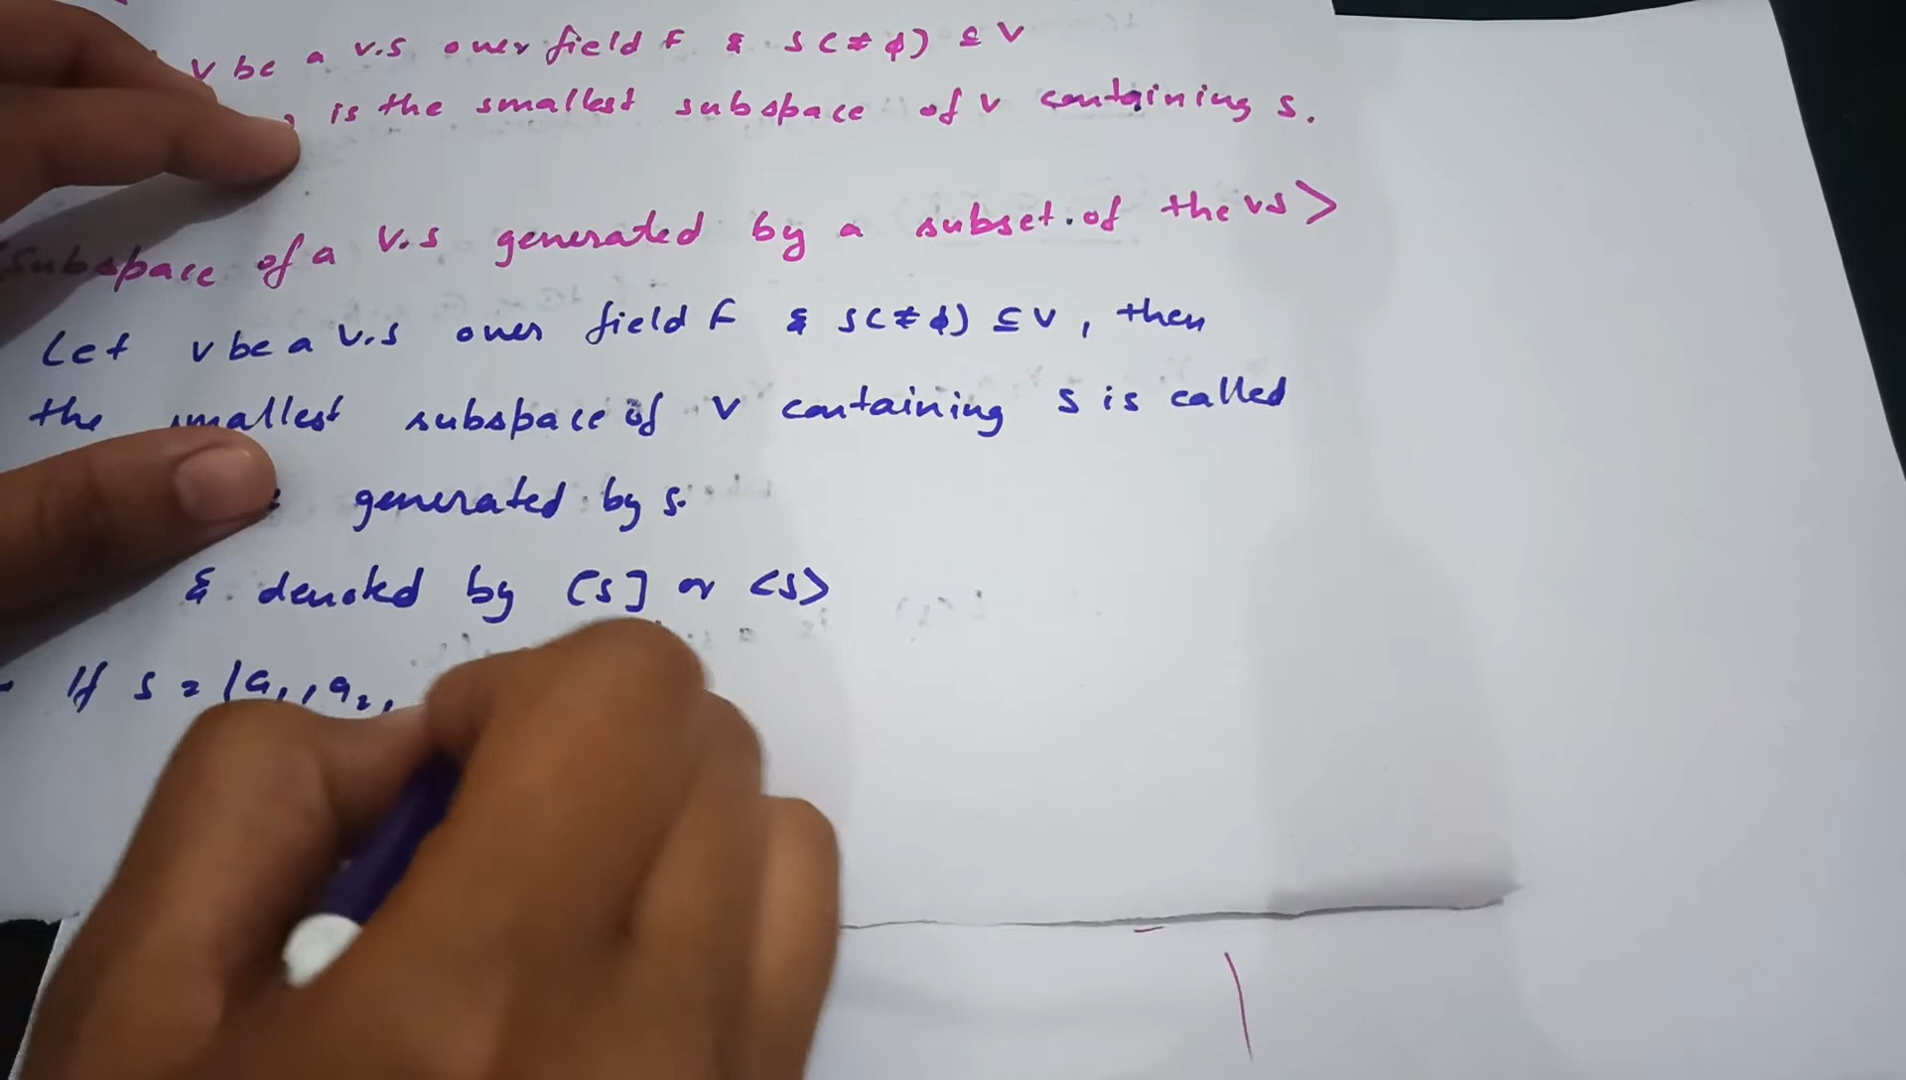 V be a V.S over field F & S(≠ϕ) ⊆ V
is the smallest subspace of V containing S.
Subspace of a V.S generated by a subset of the VS >
Let V be a V.S over field F & S(≠ϕ) ⊆ V, then
the smallest subspace of V containing S is called
generated by S.
& denoted by [S] or <S>
If S = {a₁, a₂,